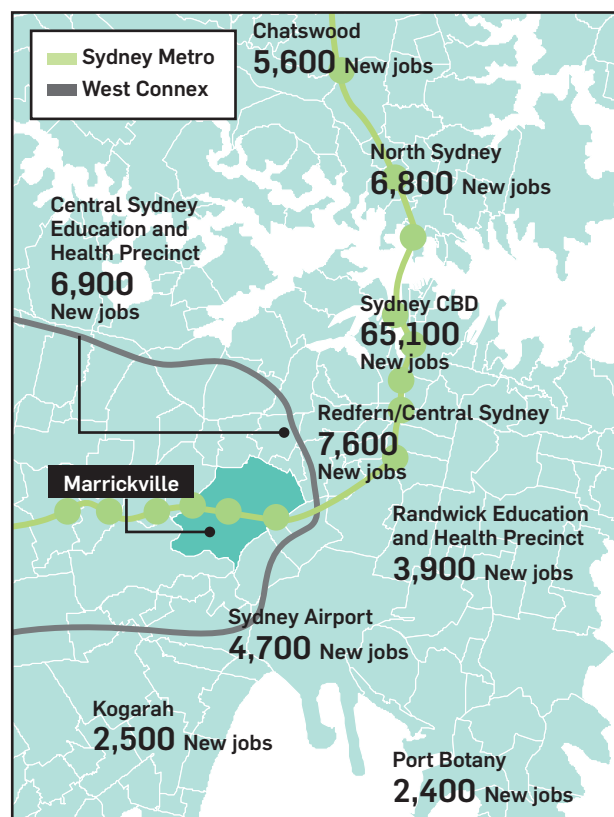 Sydney Metro
West Connex
Chatswood
5,600 New jobs
North Sydney
6,800 New jobs
Central Sydney
Education and
Health Precinct
6,900
New jobs
Sydney CBD
65,100
New jobs
Redfern/Central Sydney
7,600
New jobs
Marrickville
Randwick Education
and Health Precinct
3,900 New jobs
Sydney Airport
4,700 New jobs
Kogarah
2,500 New jobs
Port Botany
2,400 New jobs